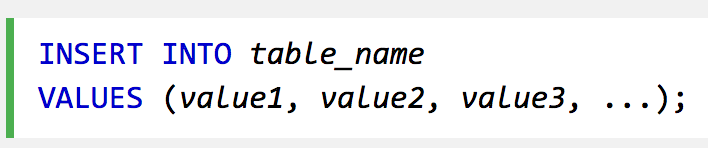 INSERT INTO table_name
VALUES (value1, value2, value3, ...);